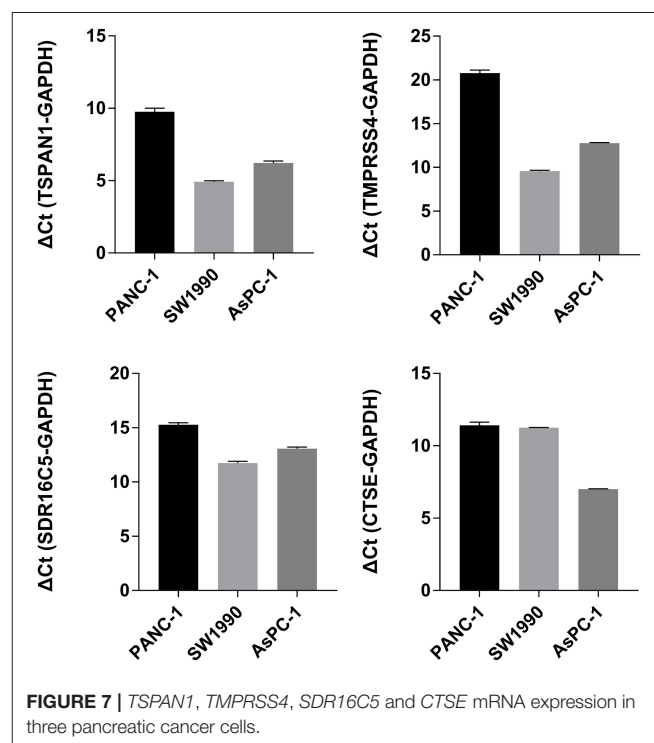 ΔCt (TSPAN1-GAPDH)
15
10
5
0
PANC-1
SW1990
AsPC-1
ΔCt (TMPRSS4-GAPDH)
25
20
15
10
5
0
PANC-1
SW1990
AsPC-1
ΔCt (SDR16C5-GAPDH)
20
15
10
5
0
PANC-1
SW1990
AsPC-1
ΔCt (CTSE-GAPDH)
15
10
5
0
PANC-1
SW1990
AsPC-1
FIGURE 7 | TSPAN1, TMPRSS4, SDR16C5 and CTSE mRNA expression in
three pancreatic cancer cells.